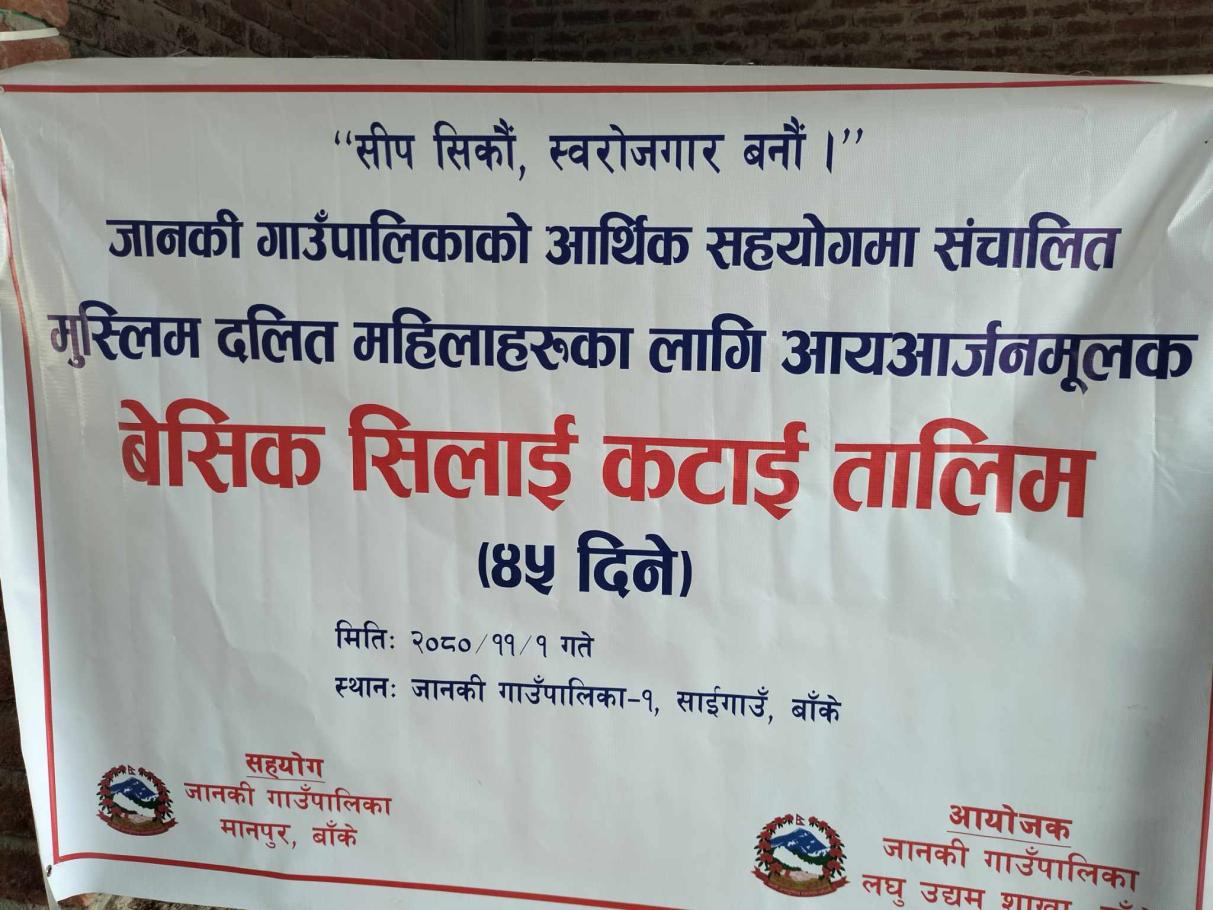 “सीप सिकौं, स्वरोजगार बनौं ।”
जानकी गाउँपालिकाको आर्थिक सहयोगमा संचालित
मुस्लिम दलित महिलाहरुका लागि आयआर्जनमूलक
बेसिक सिलाई कटाई तालिम
(४५ दिने)
मितिः २०८०/११/१ गते
स्थानः जानकी गाउँपालिका-१, साईगाउँ, बाँके
सहयोग
जानकी गाउँपालिका
मानपुर, बाँके
आयोजक
जानकी गाउँपालिका
लघु उद्यम शाखा,